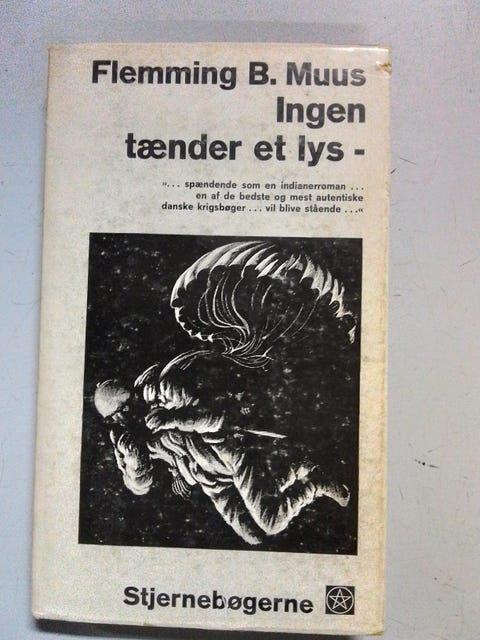 Flemming B. Muus
Ingen
tænder et lys -
»... spændende som en indianerroman ...
en af de bedste og mest autentiske
danske krigsbøger ... vil blive stående ...«
Stjernebøgerne